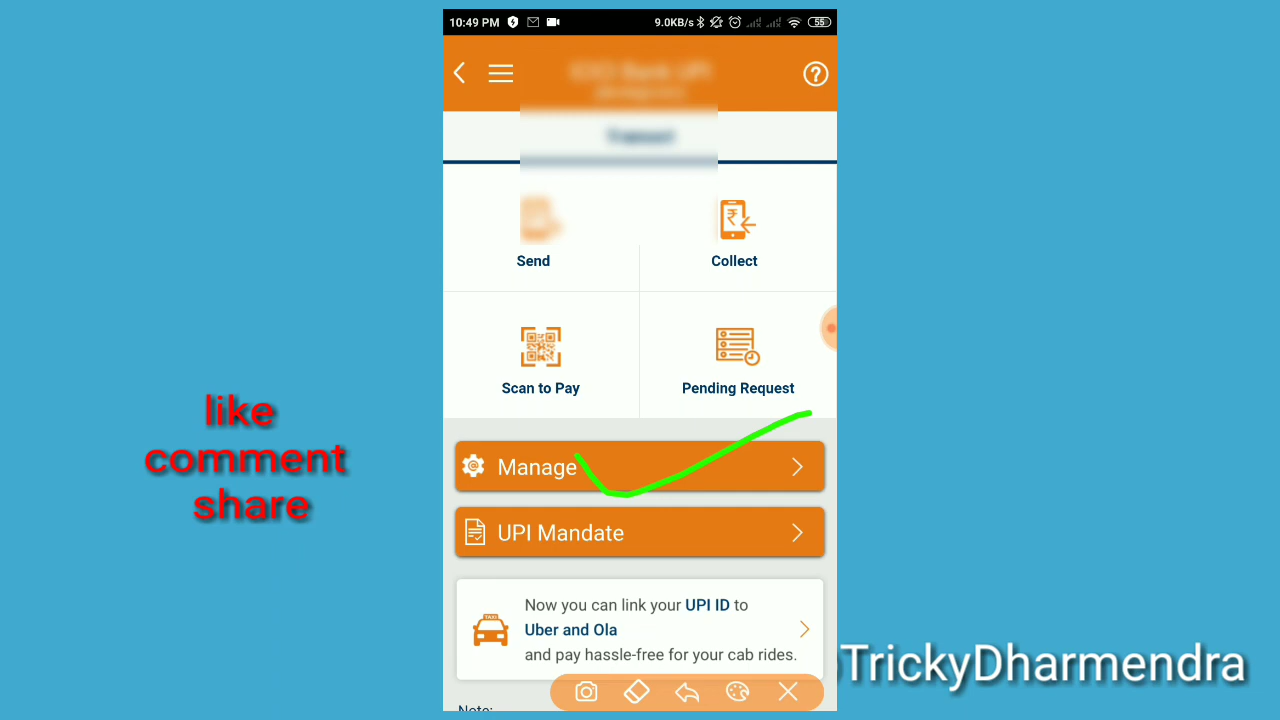 10:49 PM
9.0KB/s
55
Send
Collect
Scan to Pay
Pending Request
Manage
UPI Mandate
Now you can link your UPI ID to
Uber and Ola
and pay hassle-free for your cab rides.
like
comment
share
TrickyDharmendra